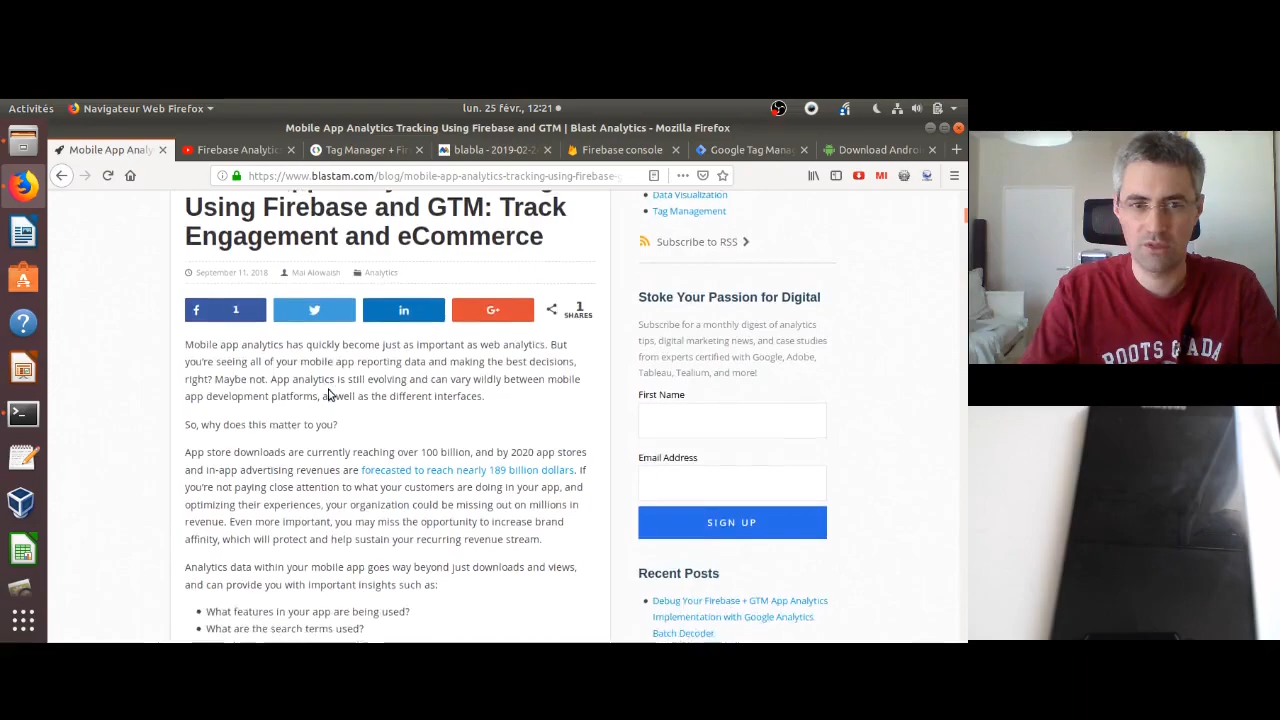 Activités
Navigateur Web Firefox
lun. 25 févr., 12:21
Mobile App Analytics Tracking Using Firebase and GTM | Blast Analytics - Mozilla Firefox
Mobile App Analy
Firebase Analytic
Tag Manager + Fir
blabla - 2019-02-2
Firebase console
Google Tag Mana
Download Andro
https://www.blastam.com/blog/mobile-app-analytics-tracking-using-firebase-
MI
Using Firebase and GTM: Track
Engagement and eCommerce
September 11, 2018
Mai Alowaish
Analytics
1
G+
1
SHARES
Mobile app analytics has quickly become just as important as web analytics. But
you're seeing all of your mobile app reporting data and making the best decisions,
right? Maybe not. App analytics is still evolving and can vary wildly between mobile
app development platforms, as well as the different interfaces.
So, why does this matter to you?
App store downloads are currently reaching over 100 billion, and by 2020 app stores
and in-app advertising revenues are forecasted to reach nearly 189 billion dollars. If
you're not paying close attention to what your customers are doing in your app, and
optimizing their experiences, your organization could be missing out on millions in
revenue. Even more important, you may miss the opportunity to increase brand
affinity, which will protect and help sustain your recurring revenue stream.
Analytics data within your mobile app goes way beyond just downloads and views,
and can provide you with important insights such as:
What features in your app are being used?
What are the search terms used?
Data Visualization
Tag Management
Subscribe to RSS
Stoke Your Passion for Digital
Subscribe for a monthly digest of analytics
tips, digital marketing news, and case studies
from experts certified with Google, Adobe,
Tableau, Tealium, and more!
First Name
Email Address
SIGN UP
Recent Posts
Debug Your Firebase + GTM App Analytics
Implementation with Google Analytics
Batch Decoder
ROOTS